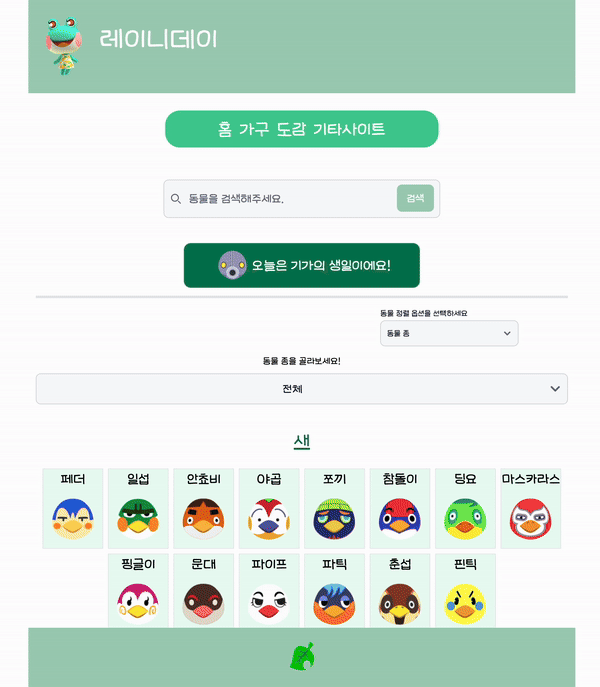 레이니데이
홈 가구 도감 기타사이트
동물을 검색해주세요.
검색
오늘은 기가의 생일이에요!
동물 정렬 옵션을 선택하세요
동물 종
동물 종을 골라보세요!
전체
새
페더 일섭 안쵸비 야곱 쪼끼 참돌이 딩요 마스카라스
핑글이 문대 파이프 파틱 춘섭 핀틱